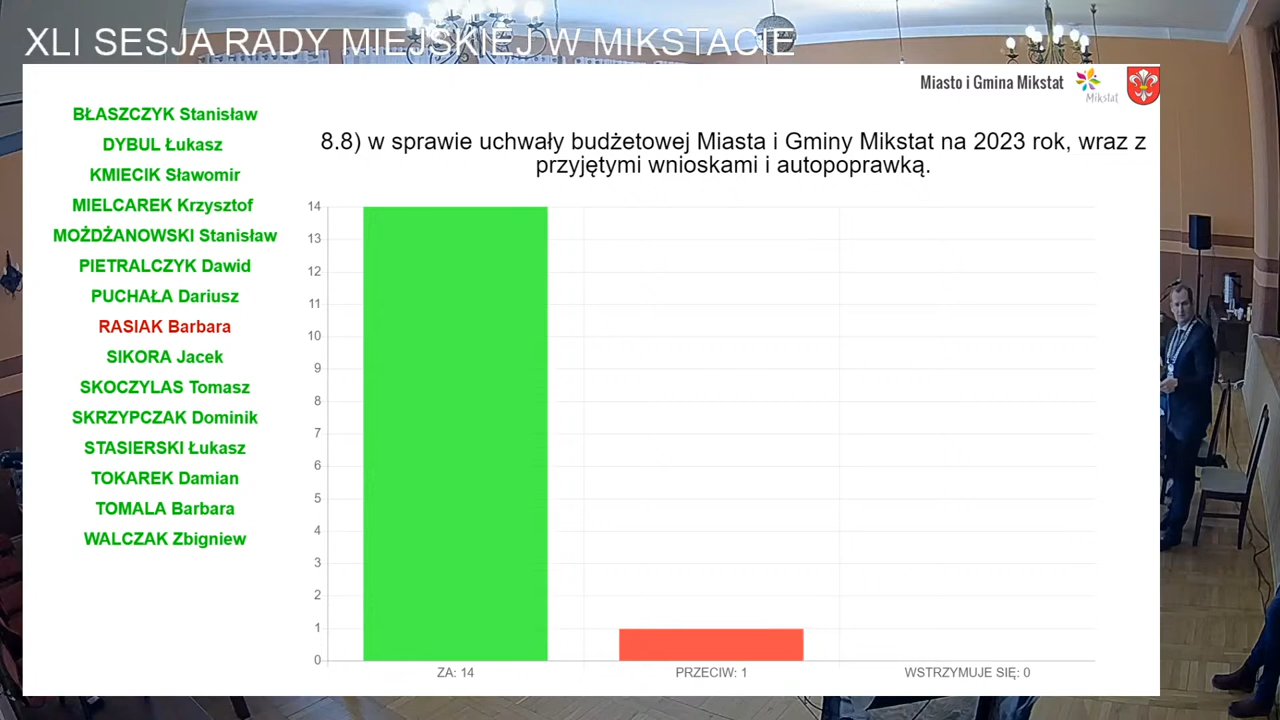 XLI SESJA RADY MIEJSKIEJ W MIKSTACIE
Miasto i Gmina Mikstat
Mikstat
BŁASZCZYK Stanisław
DYBUL Łukasz
KMIECIK Sławomir
MIELCAREK Krzysztof
MOŻDŻANOWSKI Stanisław
PIETRALCZYK Dawid
PUCHAŁA Dariusz
RASIAK Barbara
SIKORA Jacek
SKOCZYLAS Tomasz
SKRZYPCZAK Dominik
STASIERSKI Łukasz
TOKAREK Damian
TOMALA Barbara
WALCZAK Zbigniew
8.8) w sprawie uchwały budżetowej Miasta i Gminy Mikstat na 2023 rok, wraz z
przyjętymi wnioskami i autopoprawką.
14
13
12
11
10
9
8
7
6
5
4
3
2
1
0
ZA: 14
PRZECIW: 1
WSTRZYMUJE SIĘ: 0